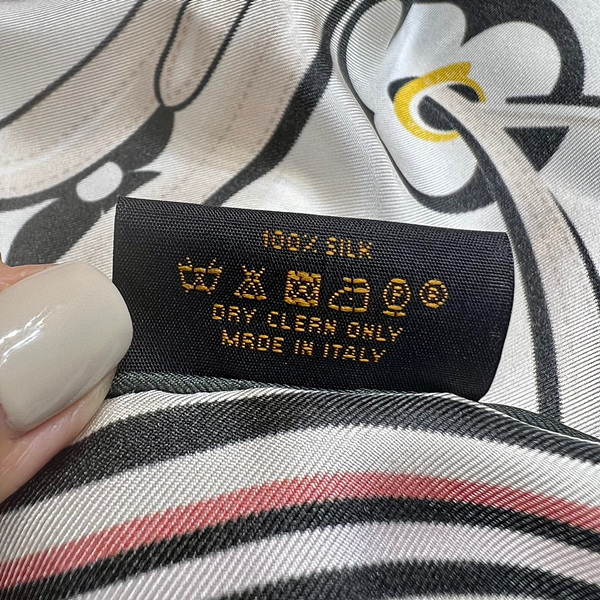 100% SILK
P R
DRY CLEAN ONLY
MADE IN ITALY